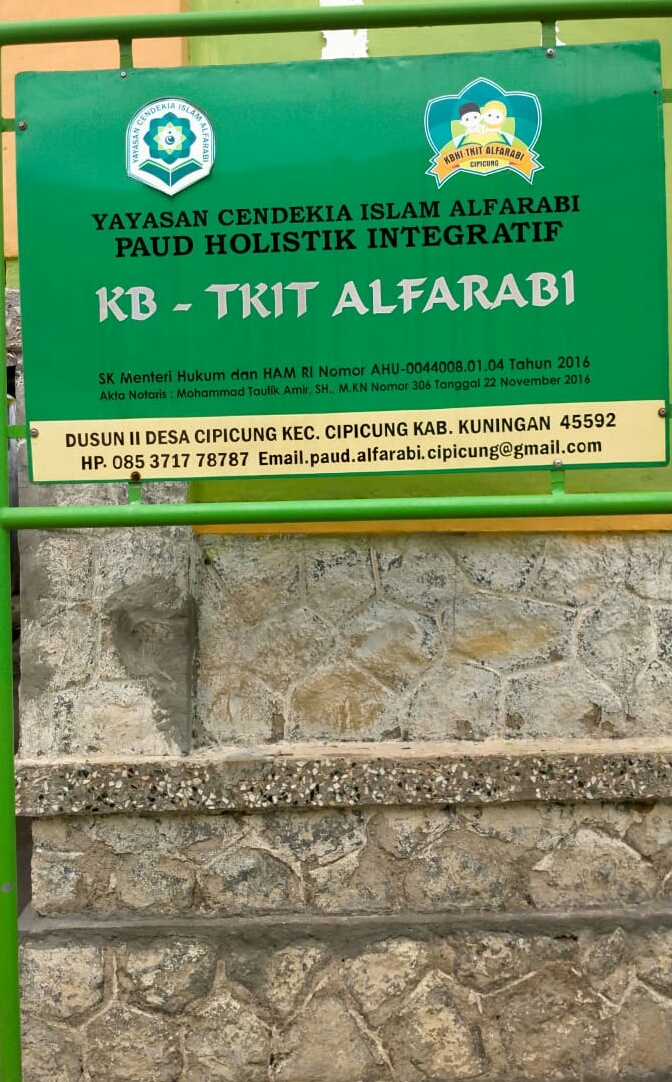 YAYASAN CENDEKIA ISLAM ALFARABI
KBHI-TKIT ALFARABI
CIPICUNG
YAYASAN CENDEKIA ISLAM ALFARABI
PAUD HOLISTIK INTEGRATIF
KB - TKIT ALFARABI
SK Menteri Hukum dan HAM RI Nomor AHU-0044008.01.04 Tahun 2016
Akta Notaris : Mohammad Taufik Amir, SH., M.KN Nomor 306 Tanggal 22 November 2016
DUSUN II DESA CIPICUNG KEC. CIPICUNG KAB. KUNINGAN 45592
HP. 085 3717 78787 Email.paud.alfarabi.cipicung@gmail.com